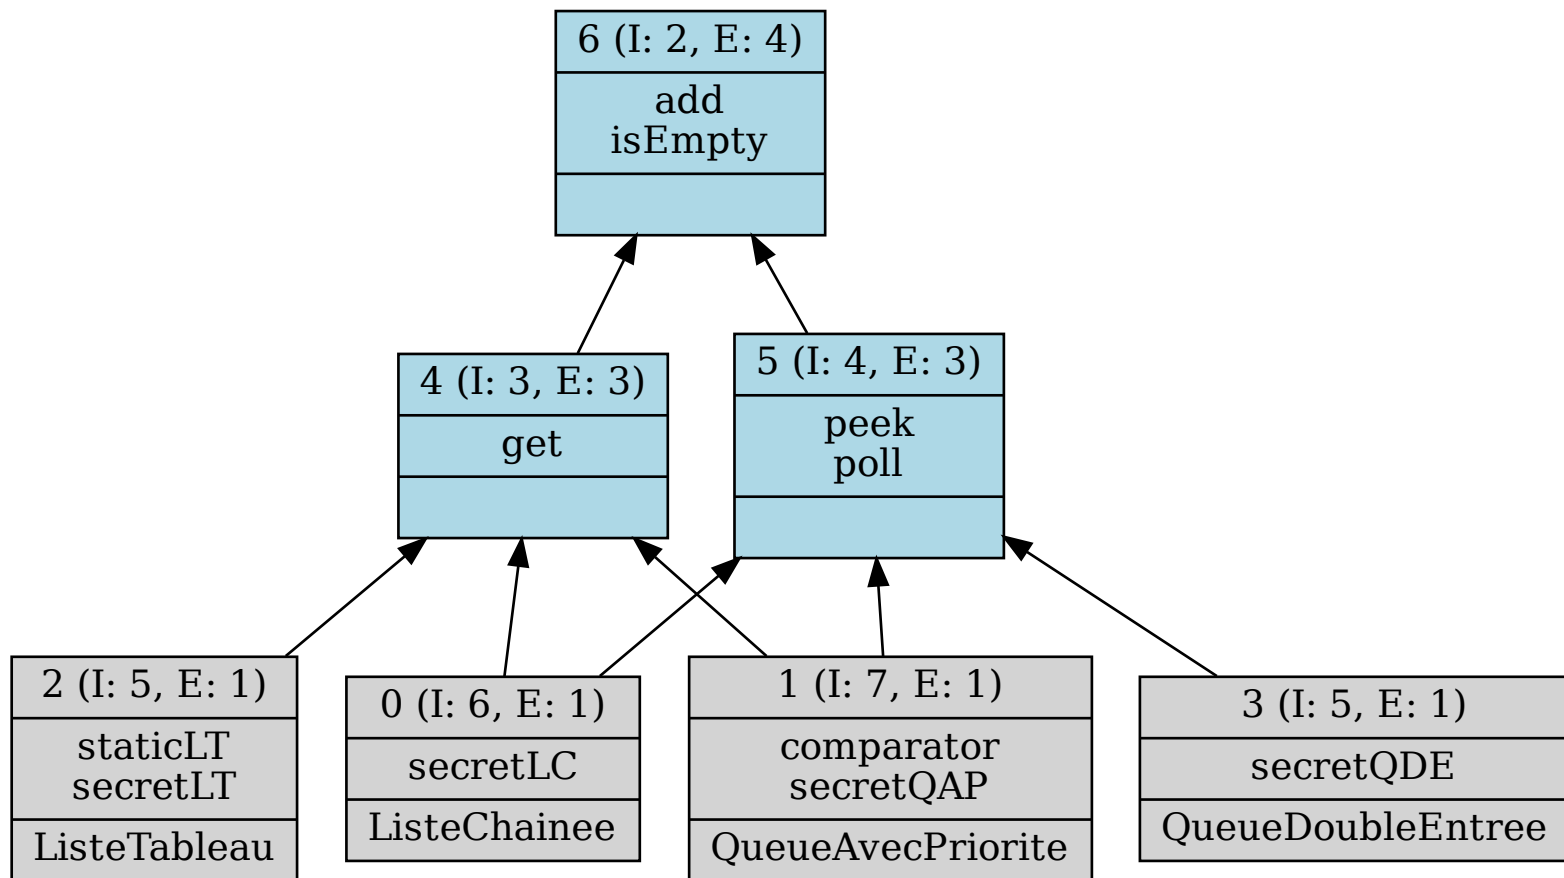 6 (I: 2, E: 4)
add
isEmpty
4 (I: 3, E: 3)
get
5 (I: 4, E: 3)
peek
poll
2 (I: 5, E: 1)
staticLT
secretLT
ListeTableau
0 (I: 6, E: 1)
secretLC
ListeChainee
1 (I: 7, E: 1)
comparator
secretQAP
QueueAvecPriorite
3 (I: 5, E: 1)
secretQDE
QueueDoubleEntree